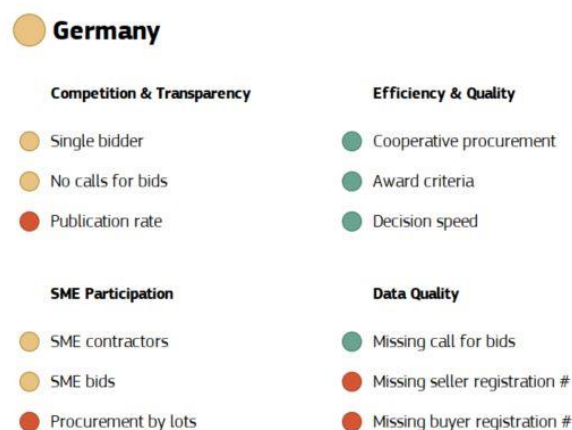 Germany
Competition & Transparency
Single bidder
No calls for bids
Publication rate
Efficiency & Quality
Cooperative procurement
Award criteria
Decision speed
SME Participation
SME contractors
SME bids
Procurement by lots
Data Quality
Missing call for bids
Missing seller registration #
Missing buyer registration #